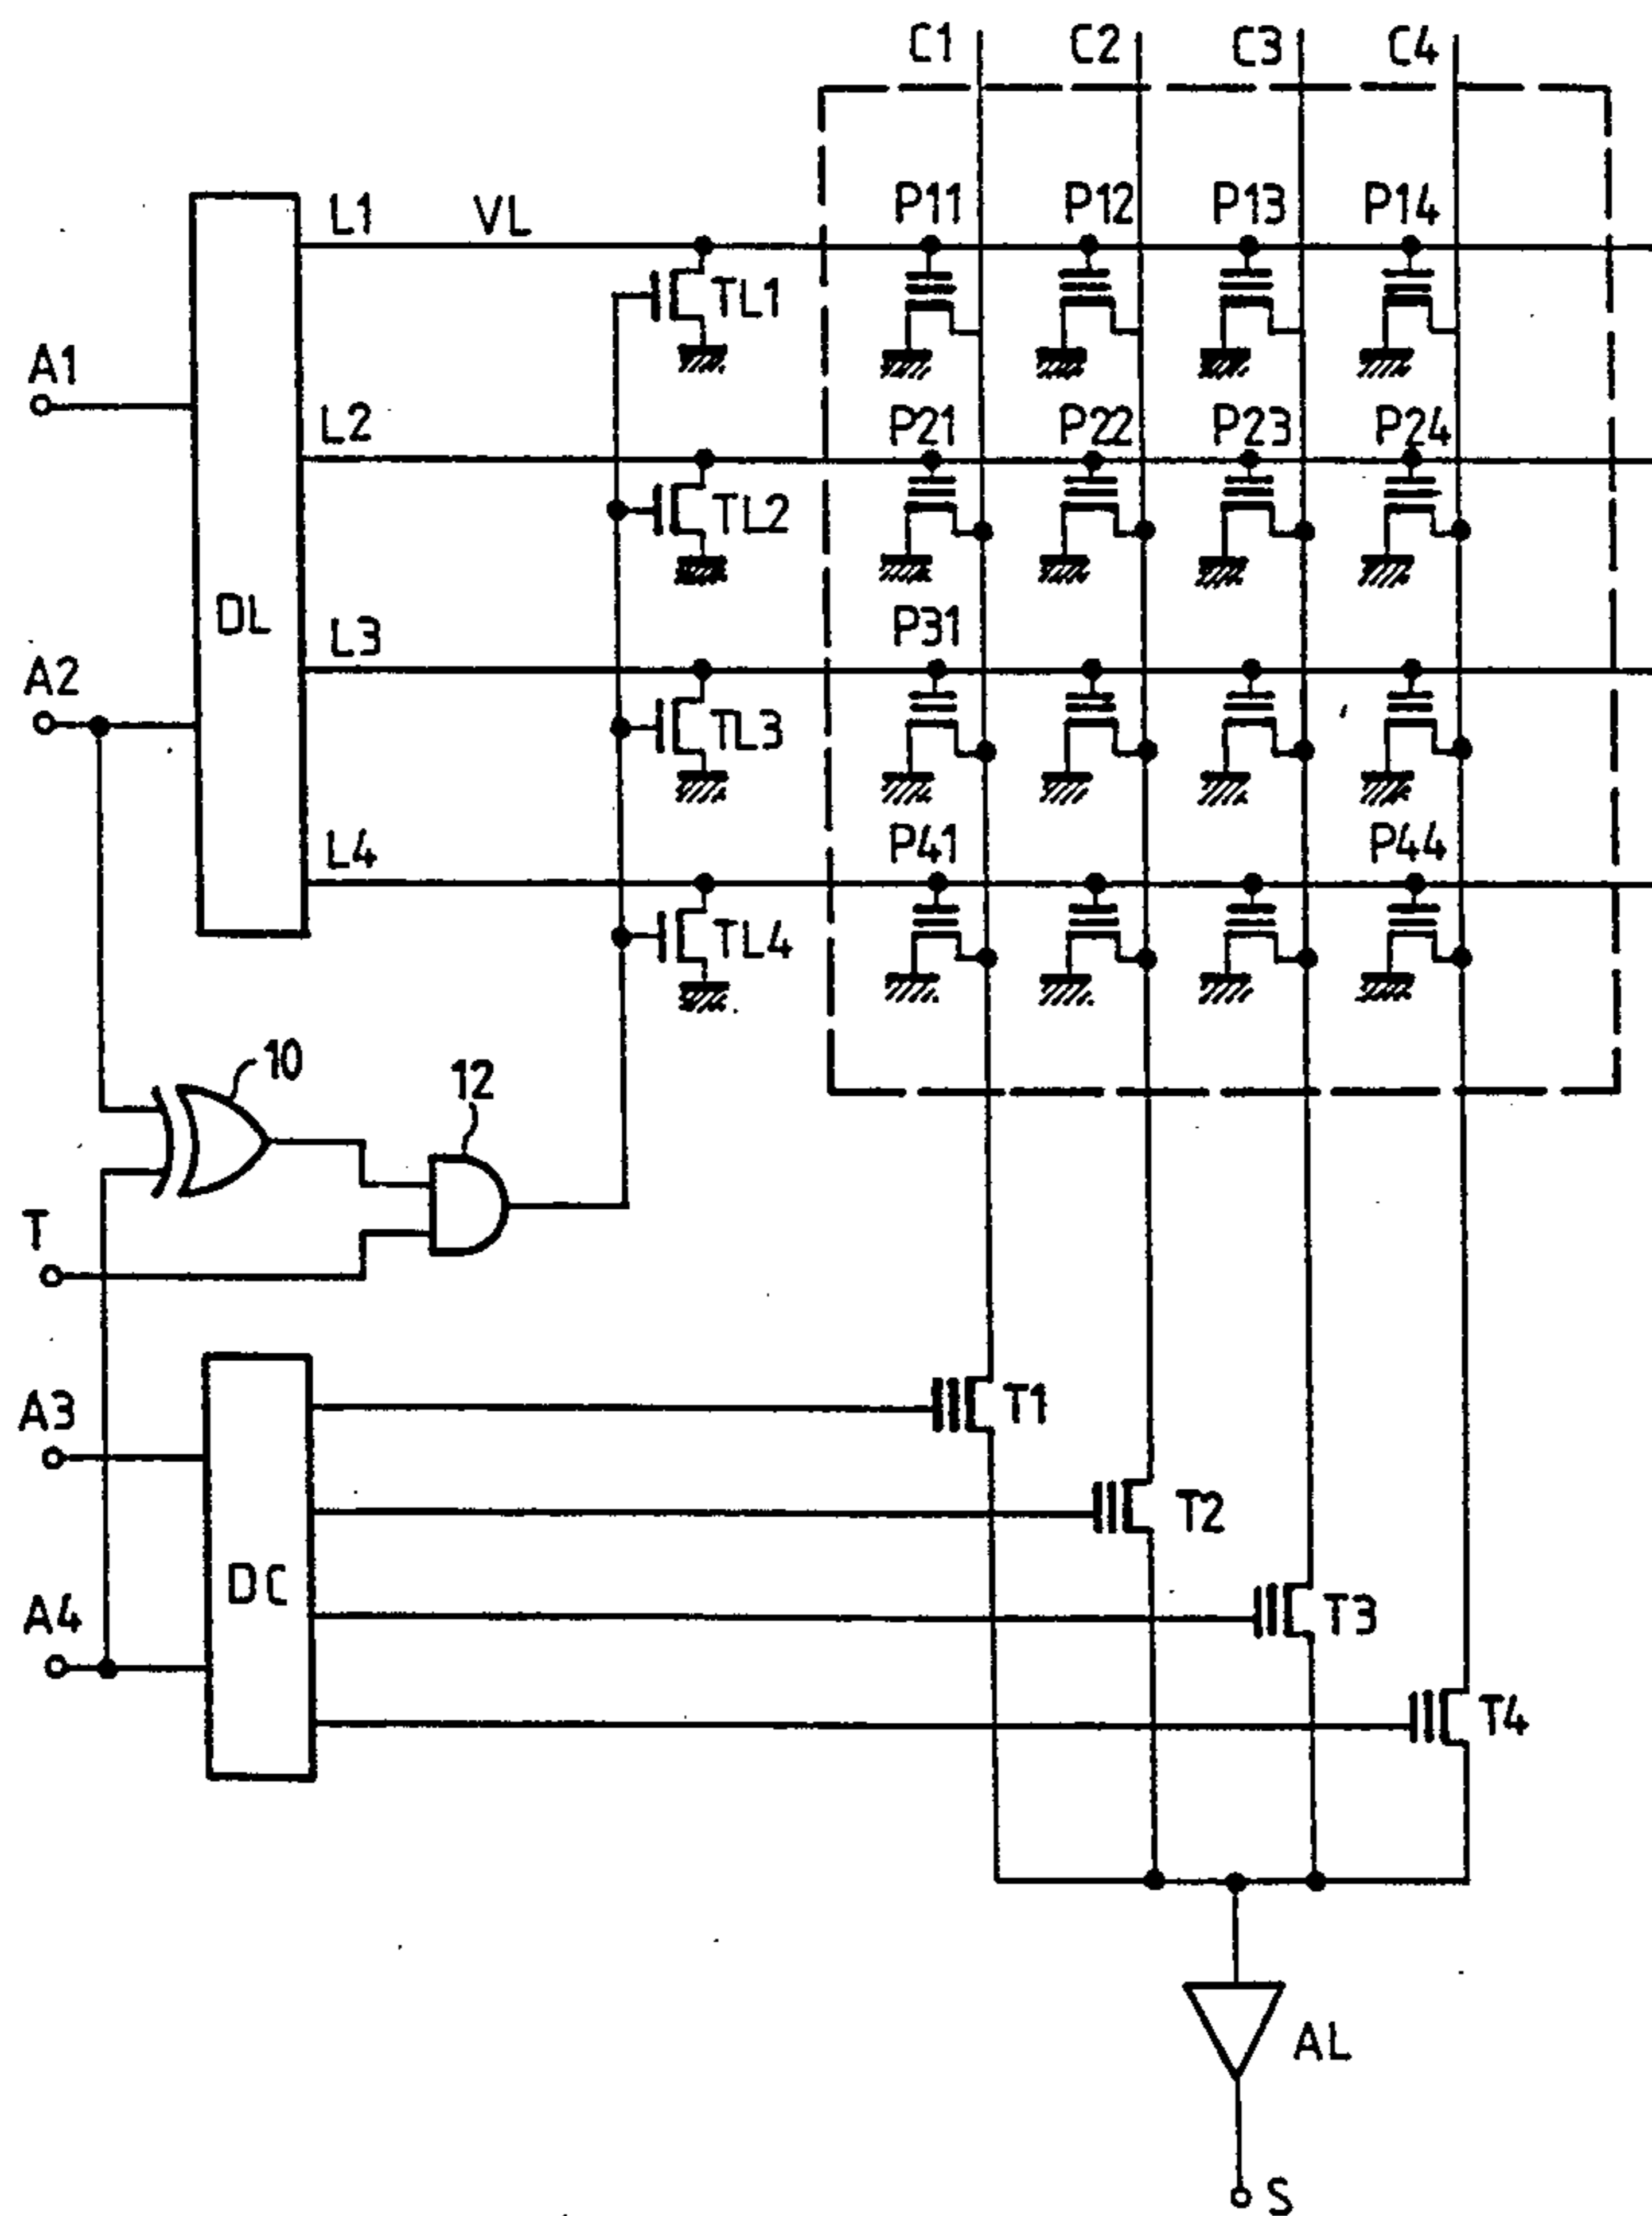 C1 C2 C3 C4
L1 VL P11 P12 P13 P14
TL1
A1
L2 P21 P22 P23 P24
TL2
DL
L3 P31
A2
TL3
L4 P41 P44
TL4
10
12
T
A3
T1
T2
DC
A4
T3
T4
AL
S